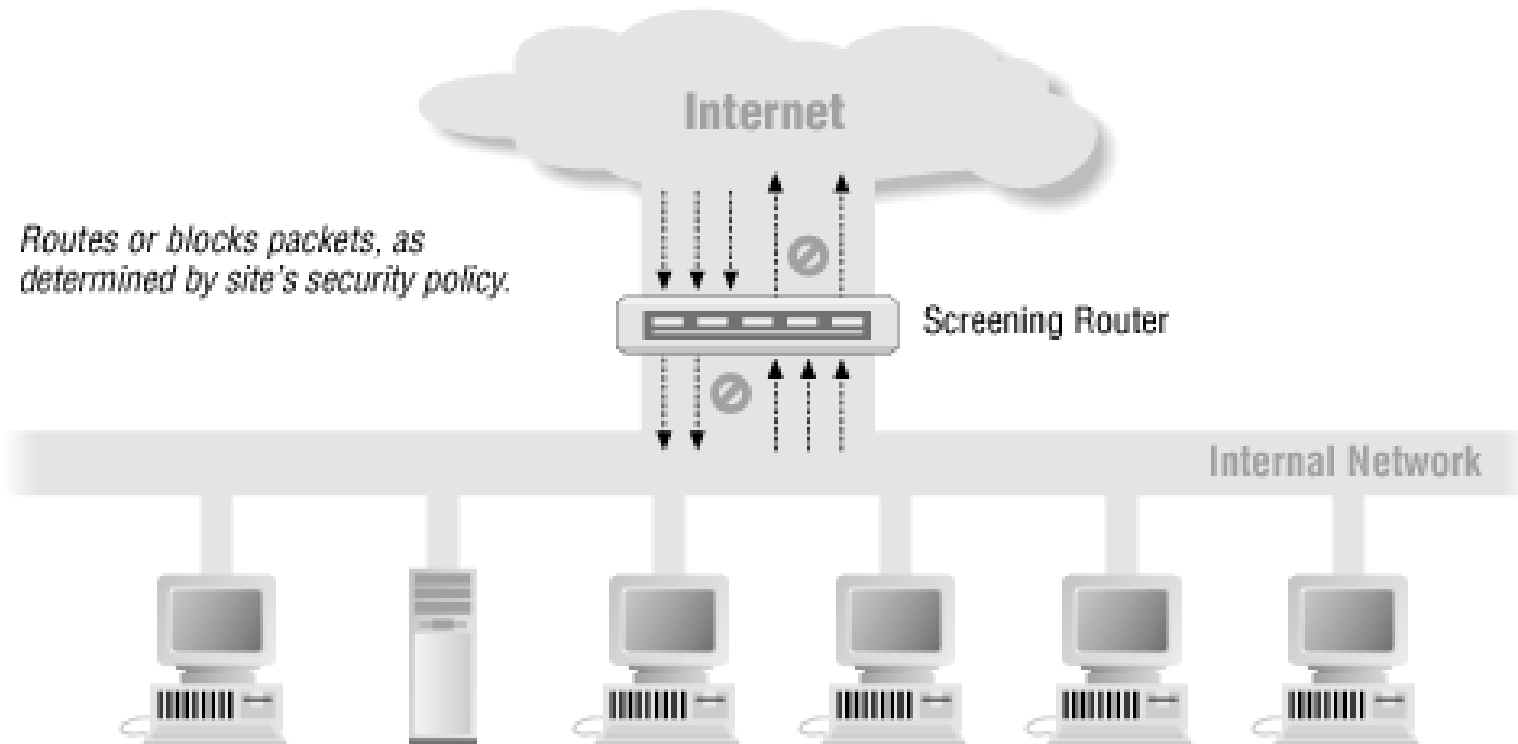 Internet
Routes or blocks packets, as
determined by site's security policy.
Screening Router
Internal Network